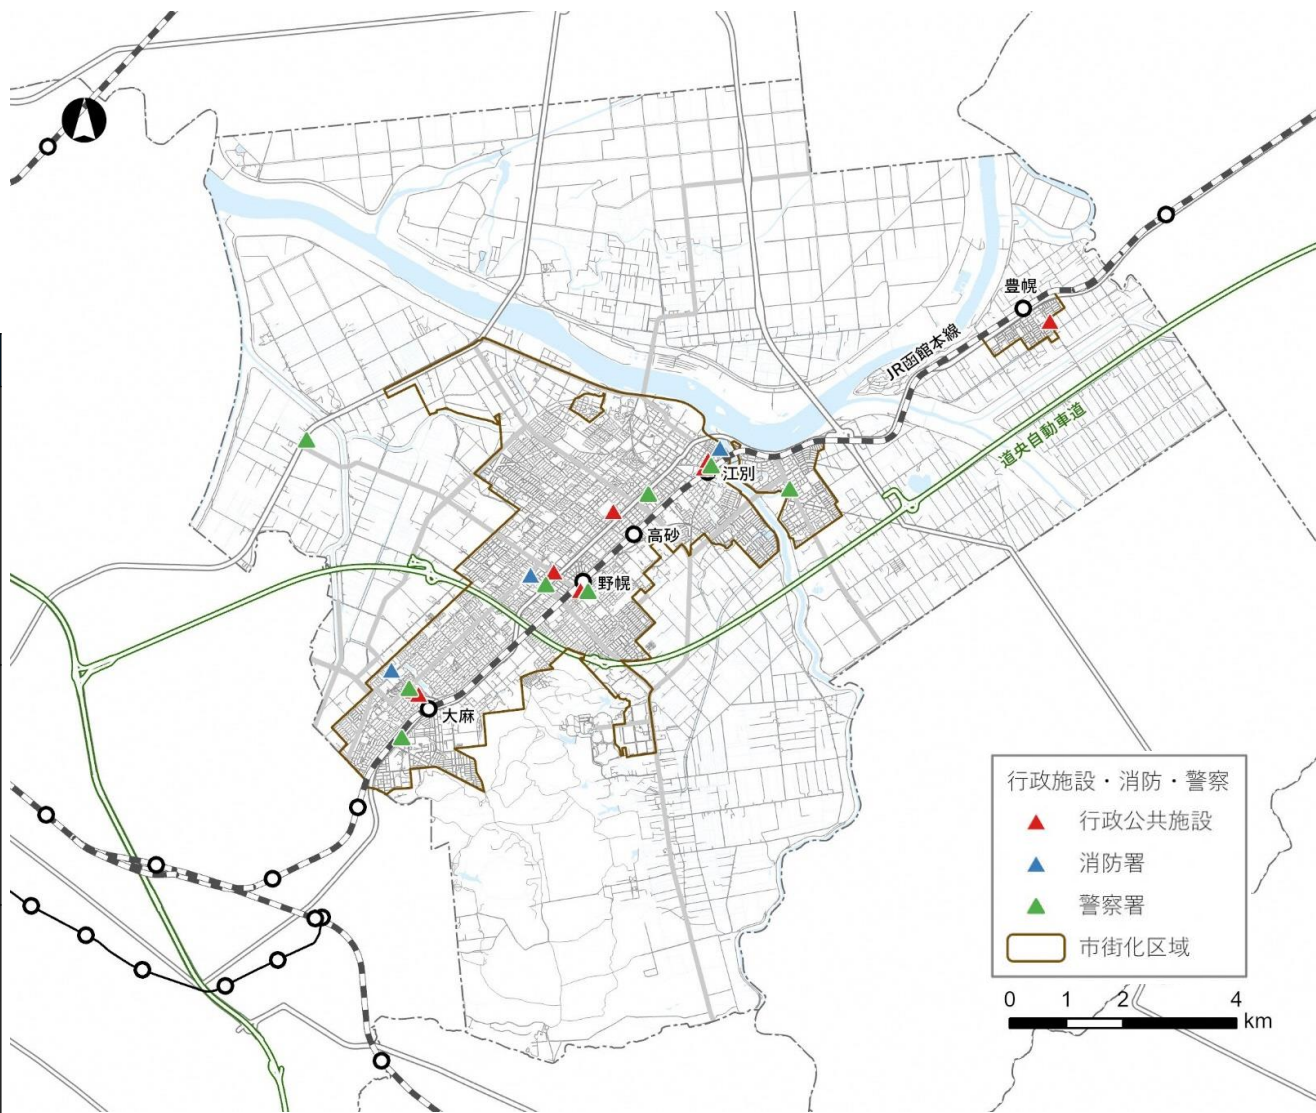 豊幌
JR函館本線
道央自動車道
江別
高砂
野幌
大麻
行政施設・消防・警察
行政公共施設
消防署
警察署
市街化区域
0 1 2 4 km